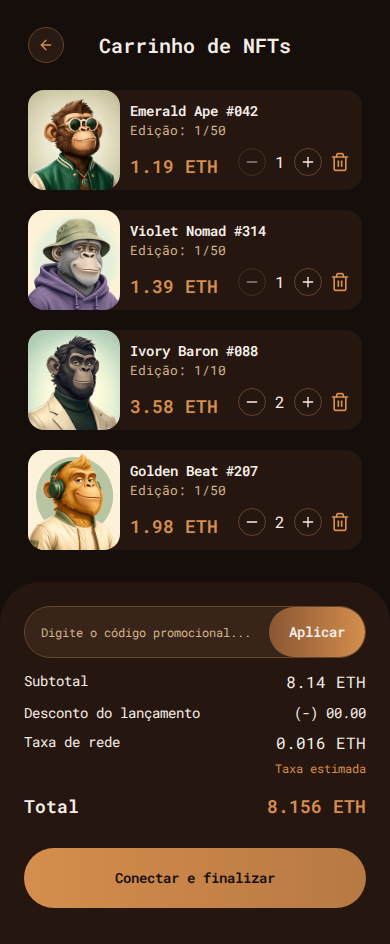 Carrinho de NFTs
Emerald Ape #042
Edição: 1/50
1.19 ETH
1
Violet Nomad #314
Edição: 1/50
1.39 ETH
1
Ivory Baron #088
Edição: 1/10
3.58 ETH
2
Golden Beat #207
Edição: 1/50
1.98 ETH
2
Digite o código promocional... Aplicar
Subtotal 8.14 ETH
Desconto do lançamento (-) 00.00
Taxa de rede 0.016 ETH
Taxa estimada
Total 8.156 ETH
Conectar e finalizar